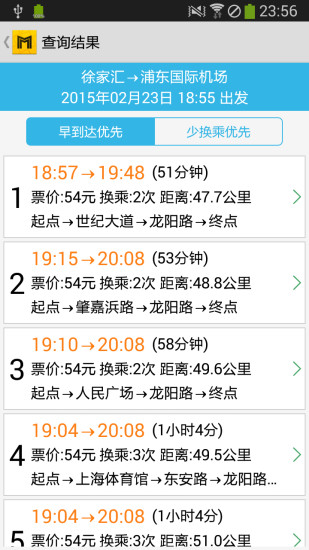 23:56
查询结果
徐家汇→浦东国际机场
2015年02月23日 18:55 出发
早到达优先 少换乘优先
18:57→19:48 (51分钟)
1 票价:54元 换乘:2次 距离:47.7公里
起点→世纪大道→龙阳路→终点
19:15→20:08 (53分钟)
2 票价:54元 换乘:2次 距离:48.8公里
起点→肇嘉浜路→龙阳路→终点
19:10→20:08 (58分钟)
3 票价:54元 换乘:2次 距离:49.6公里
起点→人民广场→龙阳路→终点
19:04→20:08 (1小时4分)
4 票价:54元 换乘:3次 距离:49.5公里
起点→上海体育馆→东安路→龙阳路...
19:04→20:08 (1小时4分)
5 票价:54元 换乘:3次 距离:51.0公里